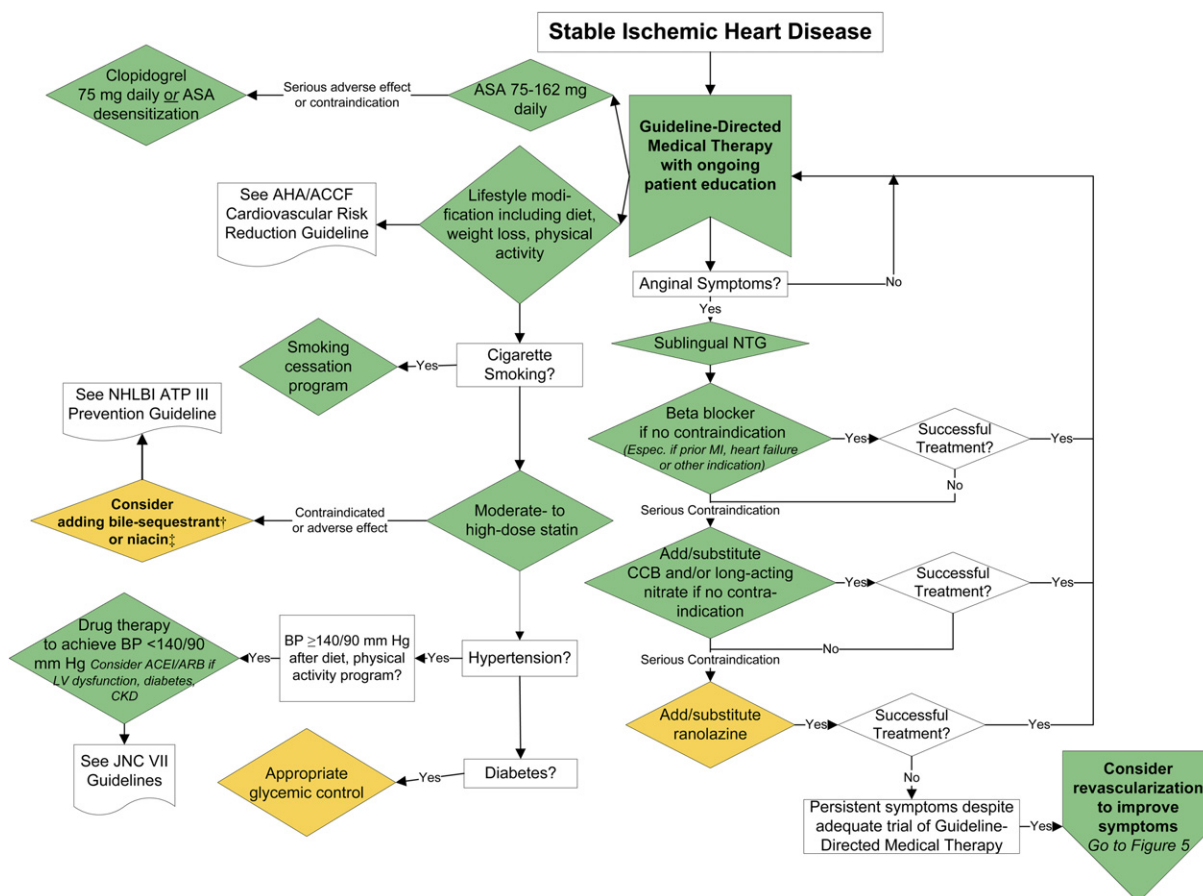 Stable Ischemic Heart Disease
Clopidogrel
75 mg daily or ASA
desensitization
Serious adverse effect
or contraindication
ASA 75-162 mg
daily
Guideline-Directed
Medical Therapy
with ongoing
patient education
See AHA/ACCF
Cardiovascular Risk
Reduction Guideline
Lifestyle modi-
fication including diet,
weight loss, physical
activity
Anginal Symptoms?
No
Yes
Sublingual NTG
Smoking
cessation
program
Yes
Cigarette
Smoking?
See NHLBI ATP III
Prevention Guideline
Beta blocker
if no contraindication
(Espec. if prior MI, heart failure
or other indication)
Yes
Successful
Treatment?
Yes
No
Serious Contraindication
Consider
adding bile-sequestrant†
or niacin‡
Contraindicated
or adverse effect
Moderate- to
high-dose statin
Add/substitute
CCB and/or long-acting
nitrate if no contra-
indication
Yes
Successful
Treatment?
Yes
No
Serious Contraindication
Drug therapy
to achieve BP <140/90
mm Hg Consider ACEI/ARB if
LV dysfunction, diabetes,
CKD
Yes
BP ≥140/90 mm Hg
after diet, physical
activity program?
Yes
Hypertension?
Add/substitute
ranolazine
Yes
Successful
Treatment?
Yes
No
See JNC VII
Guidelines
Appropriate
glycemic control
Yes
Diabetes?
Persistent symptoms despite
adequate trial of Guideline-
Directed Medical Therapy
Yes
Consider
revascularization
to improve
symptoms
Go to Figure 5